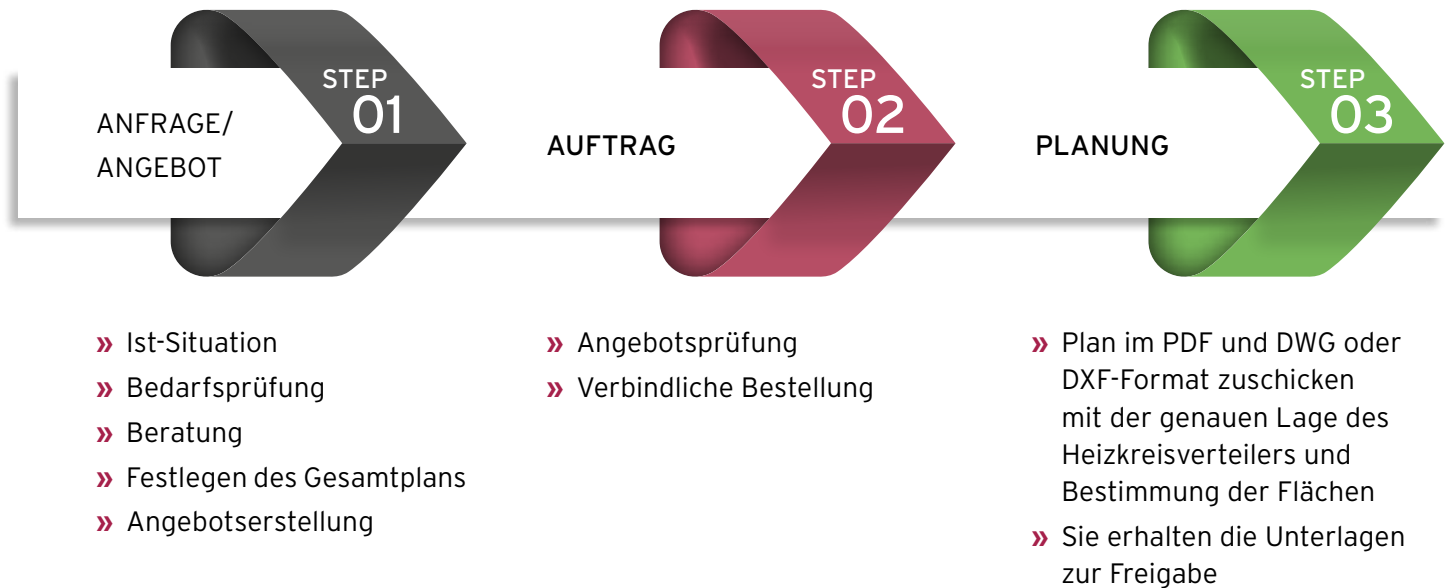 STEP
01
ANFRAGE/
ANGEBOT
» Ist-Situation
» Bedarfsprüfung
» Beratung
» Festlegen des Gesamtplans
» Angebotserstellung
STEP
02
AUFTRAG
» Angebotsprüfung
» Verbindliche Bestellung
STEP
03
PLANUNG
» Plan im PDF und DWG oder
DXF-Format zuschicken
mit der genauen Lage des
Heizkreisverteilers und
Bestimmung der Flächen
» Sie erhalten die Unterlagen
zur Freigabe